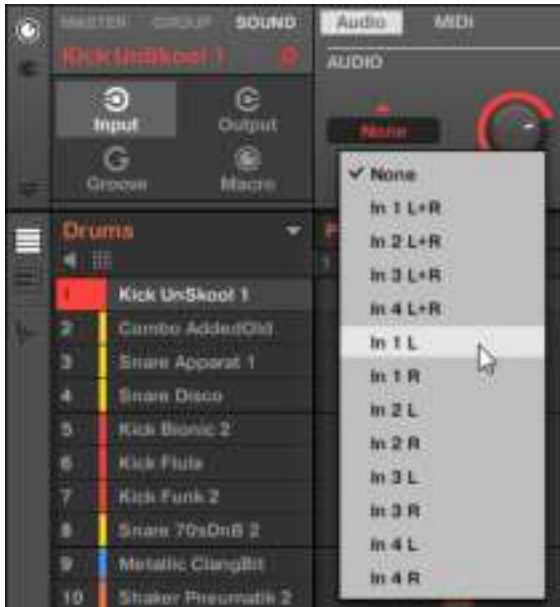 MASTER GROUP SOUND
Kick UnSkool 1
Input
Output
Groove
Macro
Drums
1 Kick UnSkool 1
2 Combo AddedOld
3 Snare Apparat 1
4 Snare Disco
5 Kick Bionic 2
6 Kick Flute
7 Kick Funk 2
8 Snare 70sDnB 2
9 Metallic ClangBit
10 Shaker Pneumatik 2
Audio MIDI
AUDIO
None
None
In 1 L+R
In 2 L+R
In 3 L+R
In 4 L+R
In 1 L
In 1 R
In 2 L
In 2 R
In 3 L
In 3 R
In 4 L
In 4 R